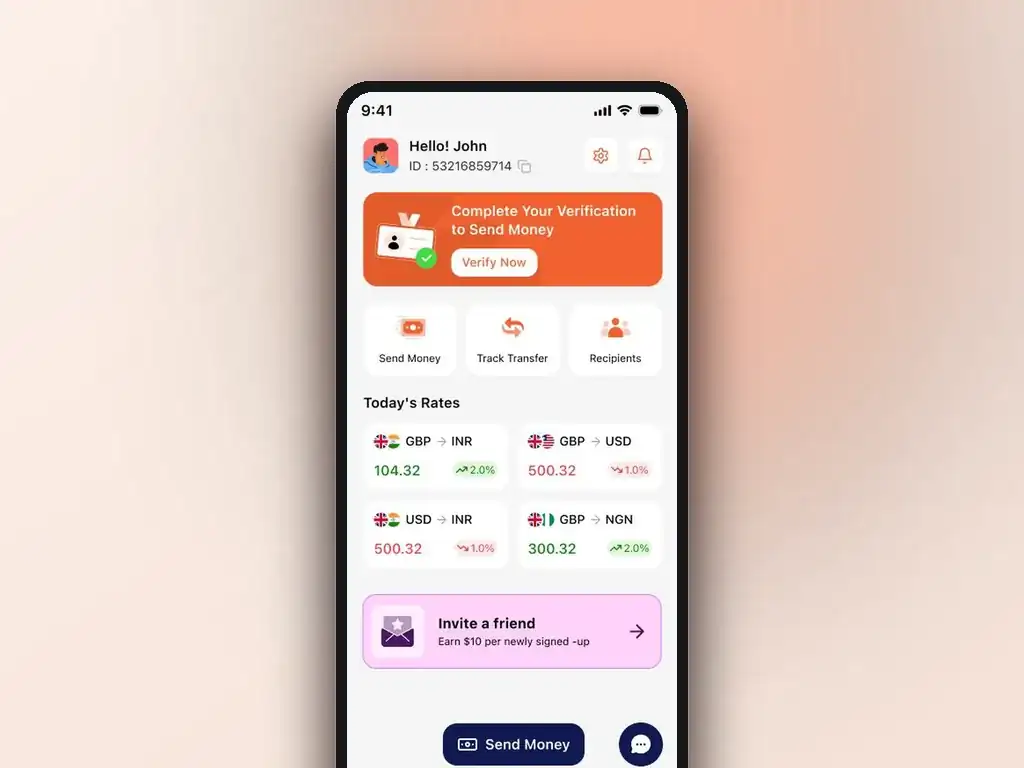 9:41
Hello! John
ID : 53216859714
Complete Your Verification
to Send Money
Verify Now
Send Money
Track Transfer
Recipients
Today's Rates
GBP → INR
104.32
2.0%
GBP → USD
500.32
1.0%
USD → INR
500.32
1.0%
GBP → NGN
300.32
2.0%
Invite a friend
Earn $10 per newly signed -up
Send Money